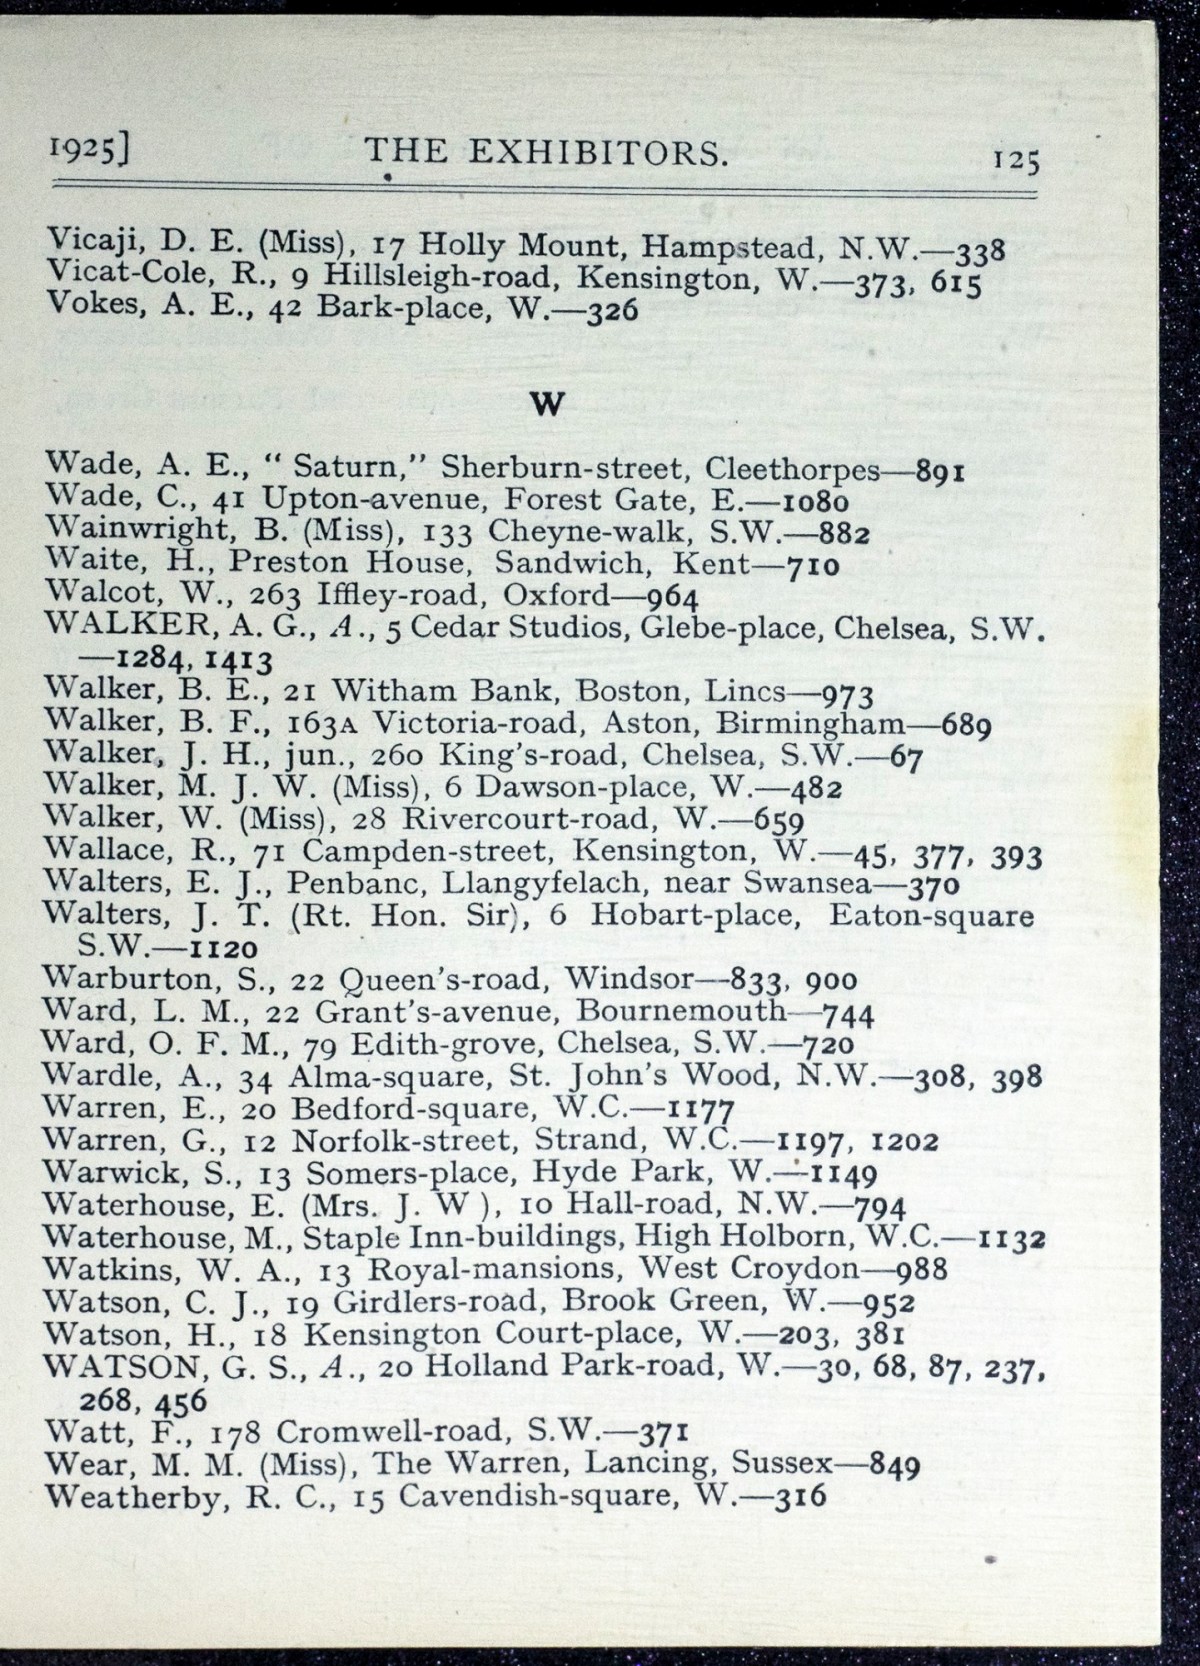 1925] THE EXHIBITORS. 125
Vicaji, D. E. (Miss), 17 Holly Mount, Hampstead, N.W.—338
Vicat-Cole, R., 9 Hillsleigh-road, Kensington, W.—373, 615
Vokes, A. E., 42 Bark-place, W.—326
W
Wade, A. E., “ Saturn,” Sherburn-street, Cleethorpes—891
Wade, C., 41 Upton-avenue, Forest Gate, E.—1080
Wainwright, B. (Miss), 133 Cheyne-walk, S.W.—882
Waite, H., Preston House, Sandwich, Kent—710
Walcot, W., 263 Iffley-road, Oxford—964
WALKER, A. G., A., 5 Cedar Studios, Glebe-place, Chelsea, S.W.
—1284, 1413
Walker, B. E., 21 Witham Bank, Boston, Lincs—973
Walker, B. F., 163A Victoria-road, Aston, Birmingham—689
Walker, J. H., jun., 260 King's-road, Chelsea, S.W.—67
Walker, M. J. W. (Miss), 6 Dawson-place, W.—482
Walker, W. (Miss), 28 Rivercourt-road, W.—659
Wallace, R., 71 Campden-street, Kensington, W.—45, 377, 393
Walters, E. J., Penbanc, Llangyfelach, near Swansea—370
Walters, J. T. (Rt. Hon. Sir), 6 Hobart-place, Eaton-square
S.W.—1120
Warburton, S., 22 Queen's-road, Windsor—833, 900
Ward, L. M., 22 Grant's-avenue, Bournemouth—744
Ward, O. F. M., 79 Edith-grove, Chelsea, S.W.—720
Wardle, A., 34 Alma-square, St. John's Wood, N.W.—308, 398
Warren, E., 20 Bedford-square, W.C.—1177
Warren, G., 12 Norfolk-street, Strand, W.C.—1197, 1202
Warwick, S., 13 Somers-place, Hyde Park, W.—1149
Waterhouse, E. (Mrs. J. W ), 10 Hall-road, N.W.—794
Waterhouse, M., Staple Inn-buildings, High Holborn, W.C.—1132
Watkins, W. A., 13 Royal-mansions, West Croydon—988
Watson, C. J., 19 Girdlers-road, Brook Green, W.—952
Watson, H., 18 Kensington Court-place, W.—203, 381
WATSON, G. S., A., 20 Holland Park-road, W.—30, 68, 87, 237,
268, 456
Watt, F., 178 Cromwell-road, S.W.—371
Wear, M. M. (Miss), The Warren, Lancing, Sussex—849
Weatherby, R. C., 15 Cavendish-square, W.—316